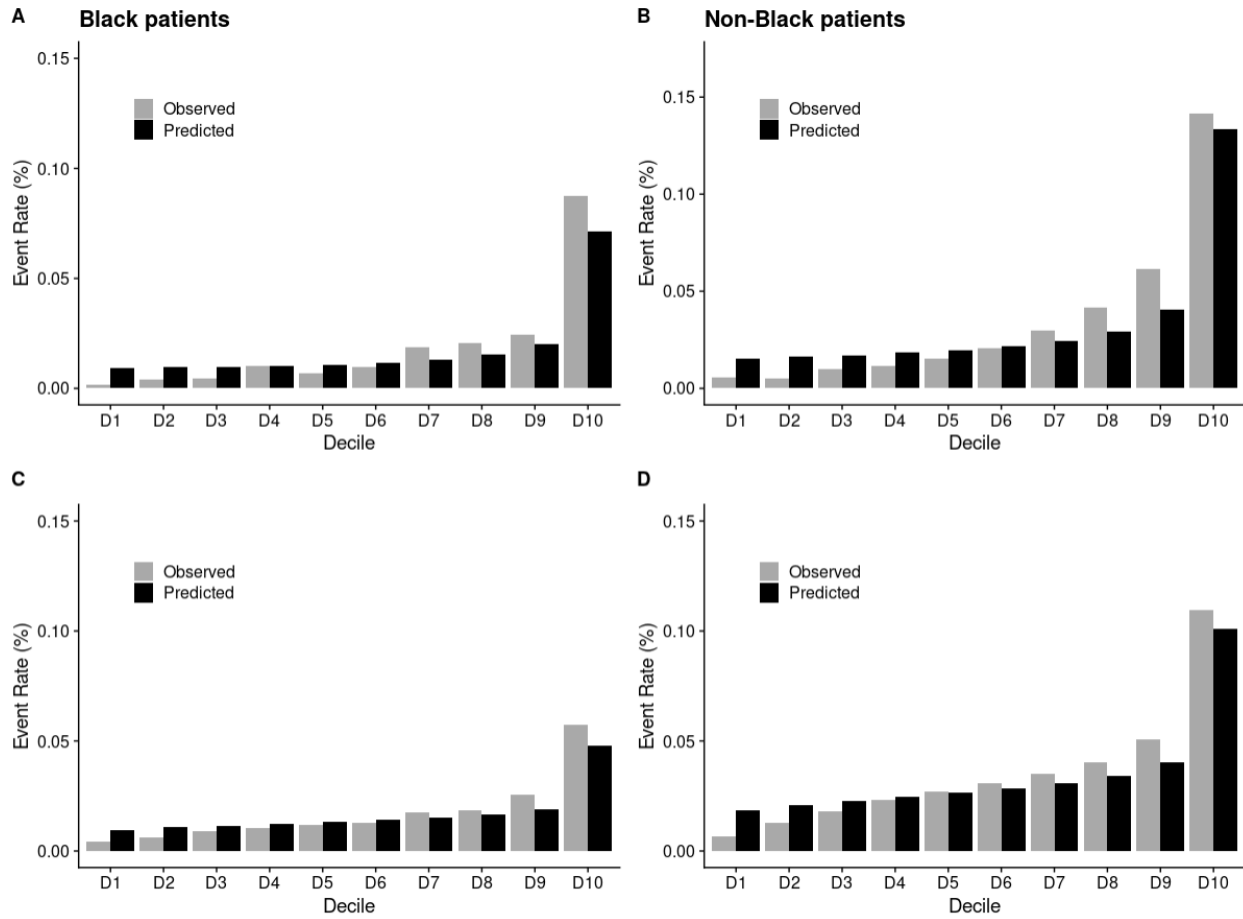 A Black patients
0.15
0.10
0.05
0.00
Event Rate (%)
Observed
Predicted
D1 D2 D3 D4 D5 D6 D7 D8 D9 D10
Decile
B Non-Black patients
0.15
0.10
0.05
0.00
Event Rate (%)
Observed
Predicted
D1 D2 D3 D4 D5 D6 D7 D8 D9 D10
Decile
C
0.15
0.10
0.05
0.00
Event Rate (%)
Observed
Predicted
D1 D2 D3 D4 D5 D6 D7 D8 D9 D10
Decile
D
0.15
0.10
0.05
0.00
Event Rate (%)
Observed
Predicted
D1 D2 D3 D4 D5 D6 D7 D8 D9 D10
Decile